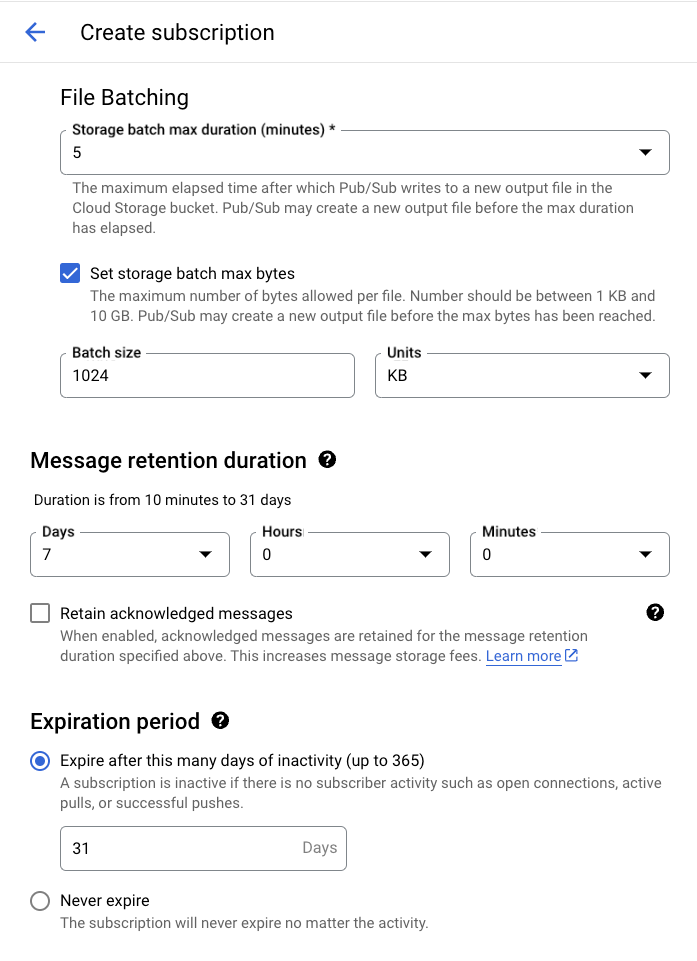 Create subscription
File Batching
Storage batch max duration (minutes) *
5
The maximum elapsed time after which Pub/Sub writes to a new output file in the
Cloud Storage bucket. Pub/Sub may create a new output file before the max duration
has elapsed.
Set storage batch max bytes
The maximum number of bytes allowed per file. Number should be between 1 KB and
10 GB. Pub/Sub may create a new output file before the max bytes has been reached.
Batch size
1024
Units
KB
Message retention duration
Duration is from 10 minutes to 31 days
Days
7
Hours
0
Minutes
0
Retain acknowledged messages
When enabled, acknowledged messages are retained for the message retention
duration specified above. This increases message storage fees. Learn more
Expiration period
Expire after this many days of inactivity (up to 365)
A subscription is inactive if there is no subscriber activity such as open connections, active
pulls, or successful pushes.
31 Days
Never expire
The subscription will never expire no matter the activity.